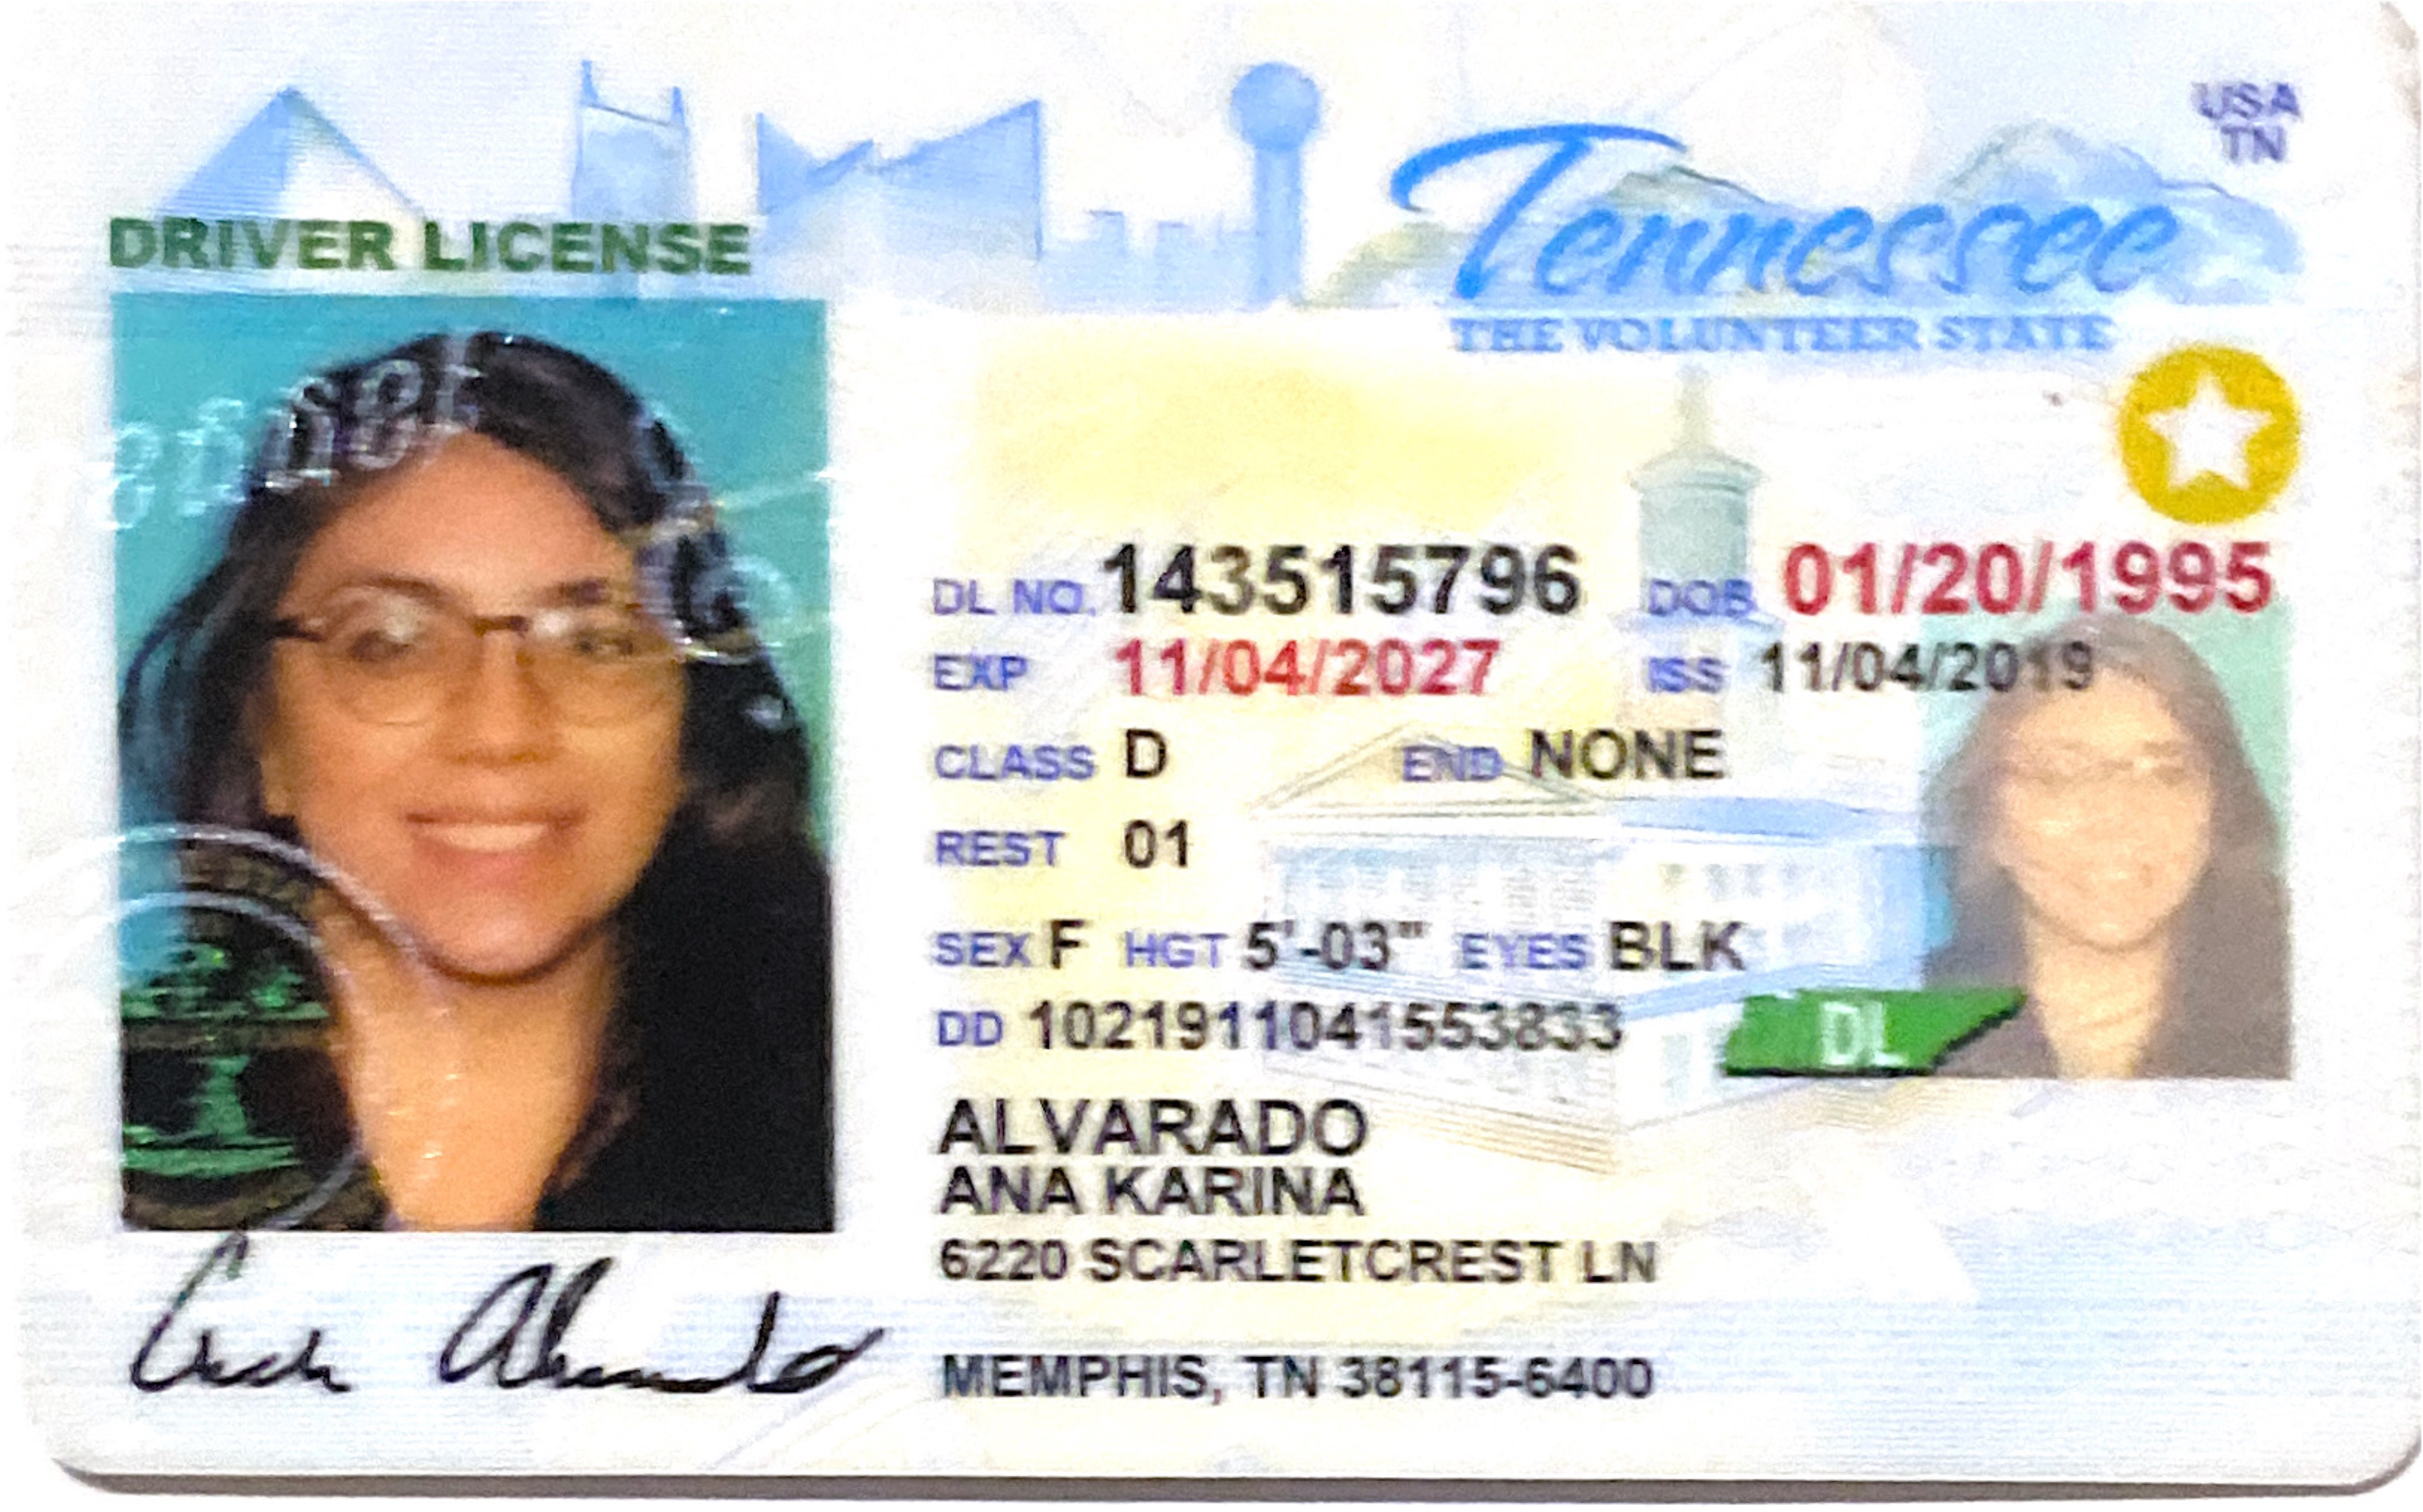 USA
TN
Tennessee
THE VOLUNTEER STATE
DRIVER LICENSE
DL NO. 143515796 DOB 01/20/1995
EXP 11/04/2027 ISS 11/04/2019
CLASS D END NONE
REST 01
SEX F HGT 5'-03" EYES BLK
DD 1021911041553833
DL
ALVARADO
ANA KARINA
6220 SCARLETCREST LN
MEMPHIS, TN 38115-6400